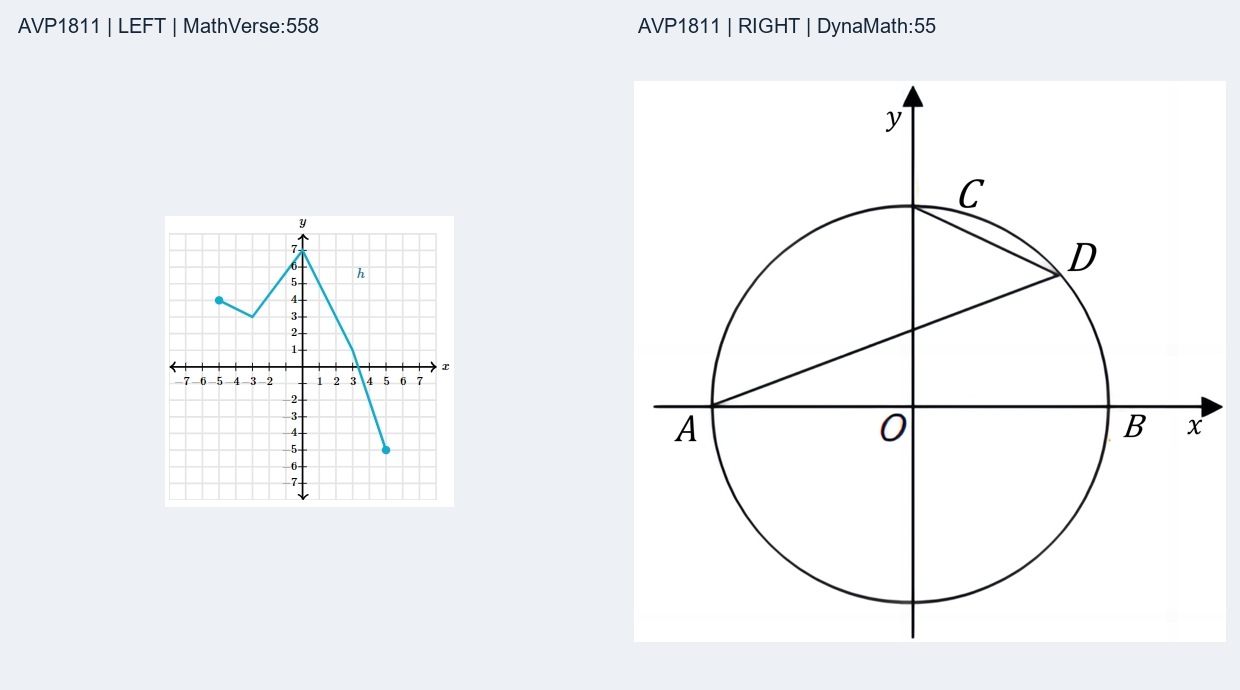 AVP1811 | LEFT | MathVerse:558
AVP1811 | RIGHT | DynaMath:55
y
7
6
5
4
3
2
1
h
x
-7 -6 -5 -4 -3 -2 1 2 3 4 5 6 7
-2
-3
-4
-5
-6
-7
y
C
D
A
O
B
x